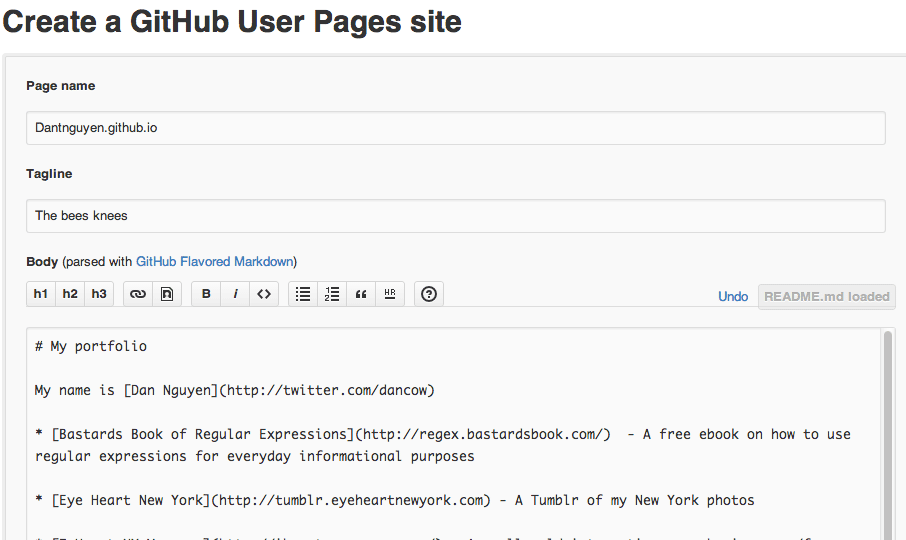 Create a GitHub User Pages site
Page name
Dantnguyen.github.io
Tagline
The bees knees
Body (parsed with GitHub Flavored Markdown)
h1 h2 h3 B i <> “ HR ?
Undo README.md loaded
# My portfolio
My name is [Dan Nguyen](http://twitter.com/dancow)
* [Bastards Book of Regular Expressions](http://regex.bastardsbook.com/)  - A free ebook on how to use
regular expressions for everyday informational purposes
* [Eye Heart New York](http://tumblr.eyeheartnewyork.com) - A Tumblr of my New York photos